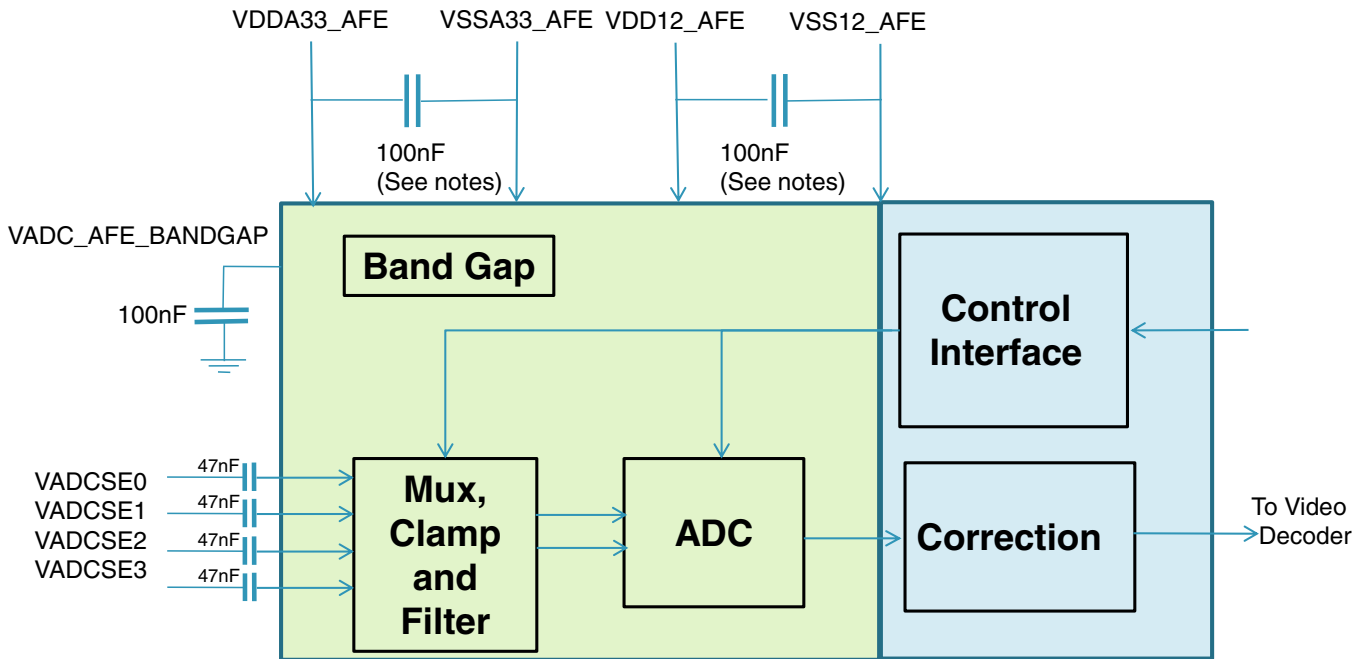 VDDA33_AFE
VSSA33_AFE
VDD12_AFE
VSS12_AFE
100nF
(See notes)
100nF
(See notes)
VADC_AFE_BANDGAP
100nF
Band Gap
Control
Interface
VADCSE0
VADCSE1
VADCSE2
VADCSE3
47nF
47nF
47nF
47nF
Mux,
Clamp
and
Filter
ADC
Correction
To Video
Decoder